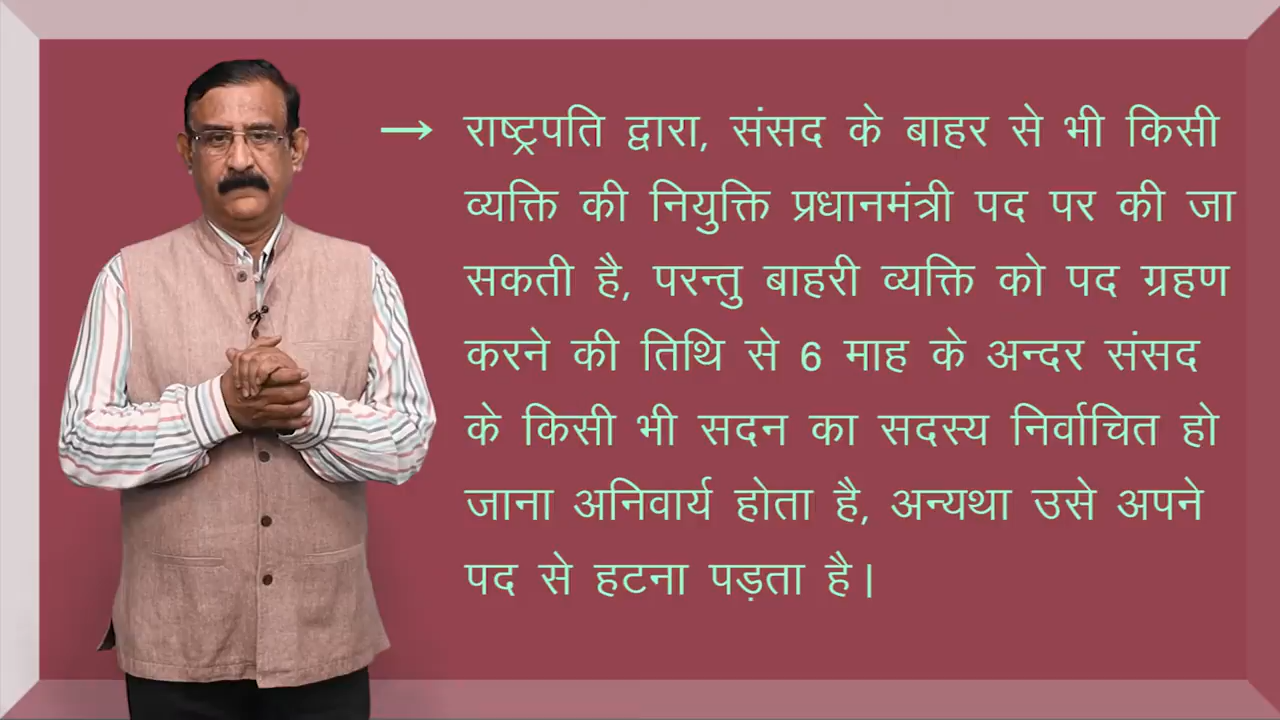 → राष्ट्रपति द्वारा, संसद के बाहर से भी किसी
व्यक्ति की नियुक्ति प्रधानमंत्री पद पर की जा
सकती है, परन्तु बाहरी व्यक्ति को पद ग्रहण
करने की तिथि से 6 माह के अन्दर संसद
के किसी भी सदन का सदस्य निर्वाचित हो
जाना अनिवार्य होता है, अन्यथा उसे अपने
पद से हटना पड़ता है।